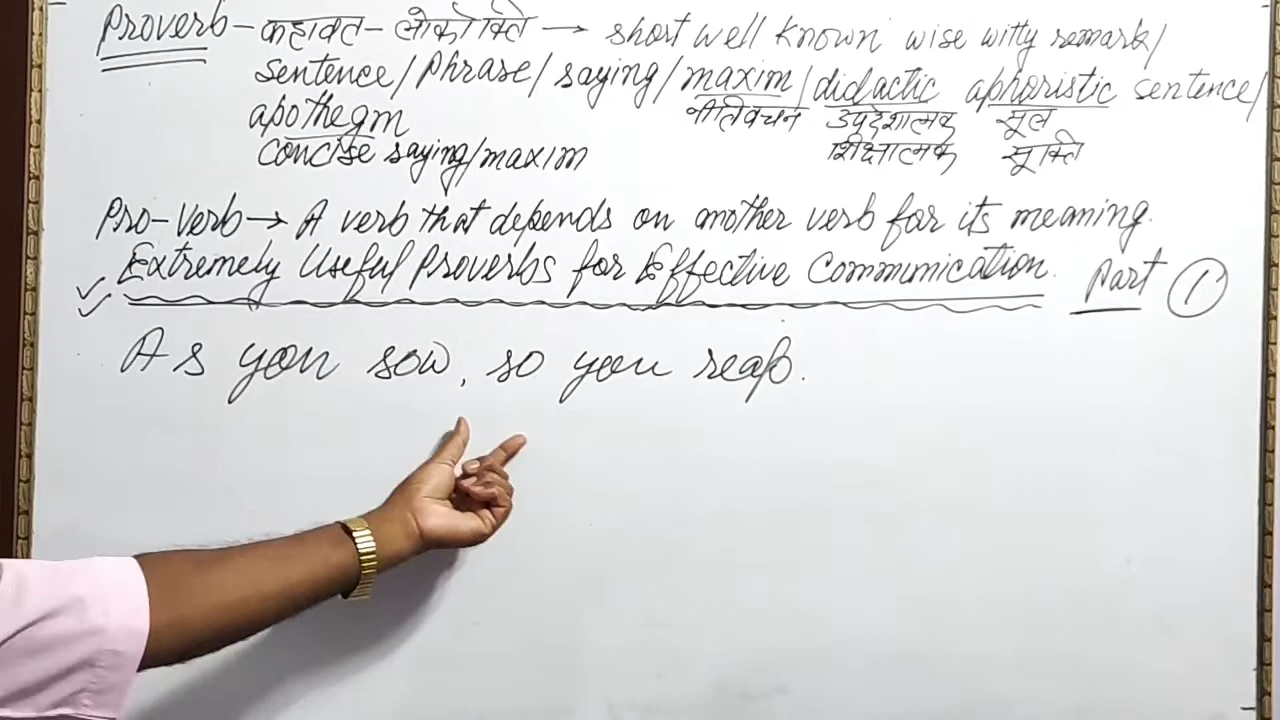 Proverb - कहावत - लोकोक्ति → short well known wise witty remark/
sentence/phrase/saying/maxim/didactic aphoristic sentence/
apothegm नीतिवचन उपदेशात्मक सूत्र
concise saying/maxim शिक्षात्मक सूक्ति
Pro-Verb → A verb that depends on another verb for its meaning.
Extremely Useful Proverbs for Effective Communication. Part 1
As you sow, so you reap.